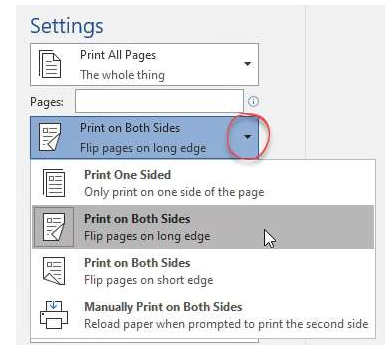 Settings
Print All Pages
The whole thing
Pages:
Print on Both Sides
Flip pages on long edge
Print One Sided
Only print on one side of the page
Print on Both Sides
Flip pages on long edge
Print on Both Sides
Flip pages on short edge
Manually Print on Both Sides
Reload paper when prompted to print the second side